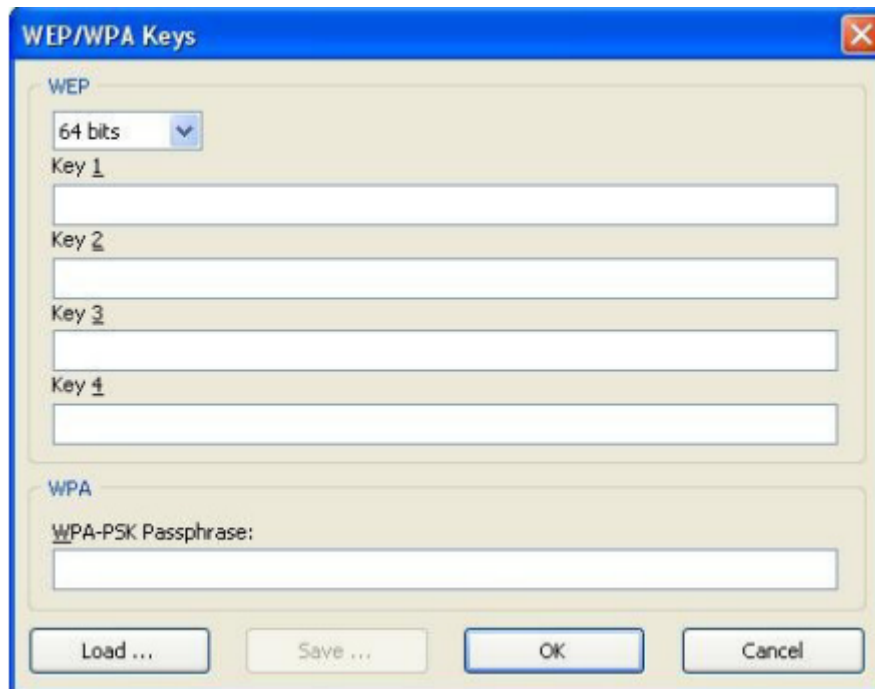 WEP/WPA Keys
WEP
64 bits
Key 1
Key 2
Key 3
Key 4
WPA
WPA-PSK Passphrase:
Load ... Save ... OK Cancel